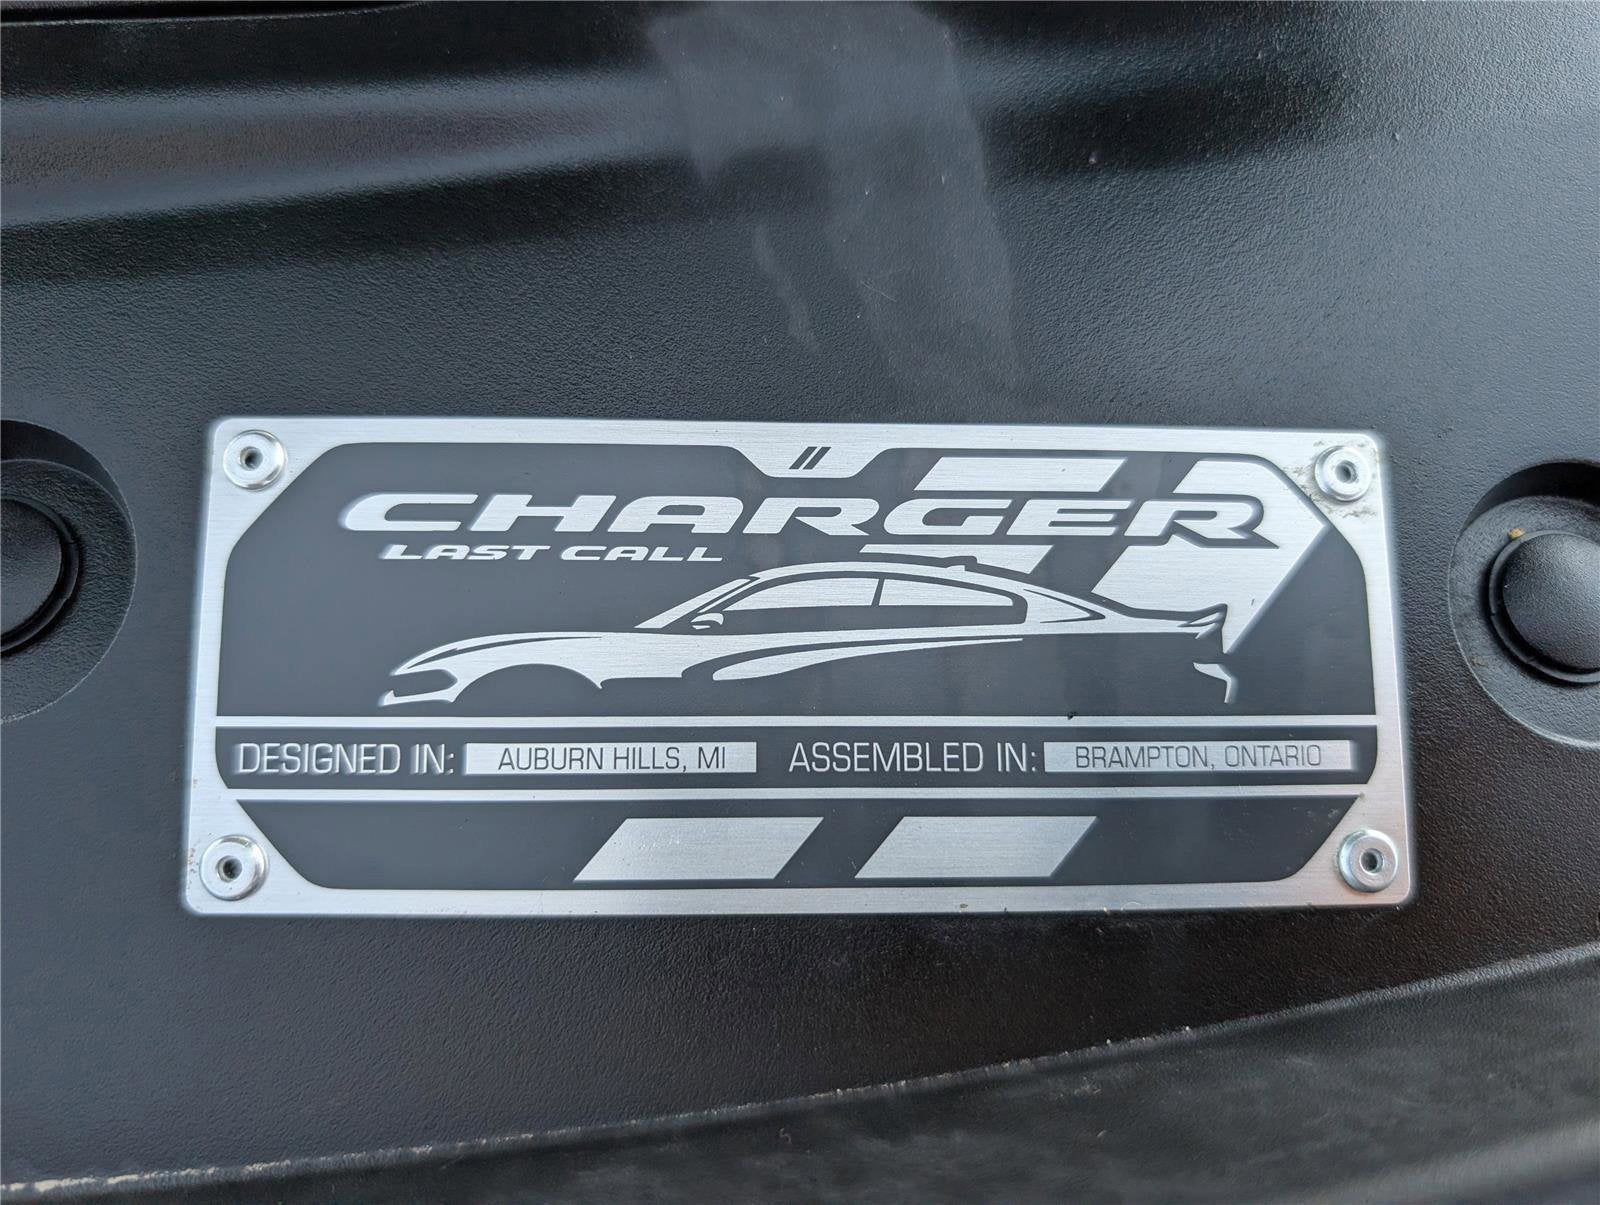 CHARGER
LAST CALL
DESIGNED IN: AUBURN HILLS, MI ASSEMBLED IN: BRAMPTON, ONTARIO